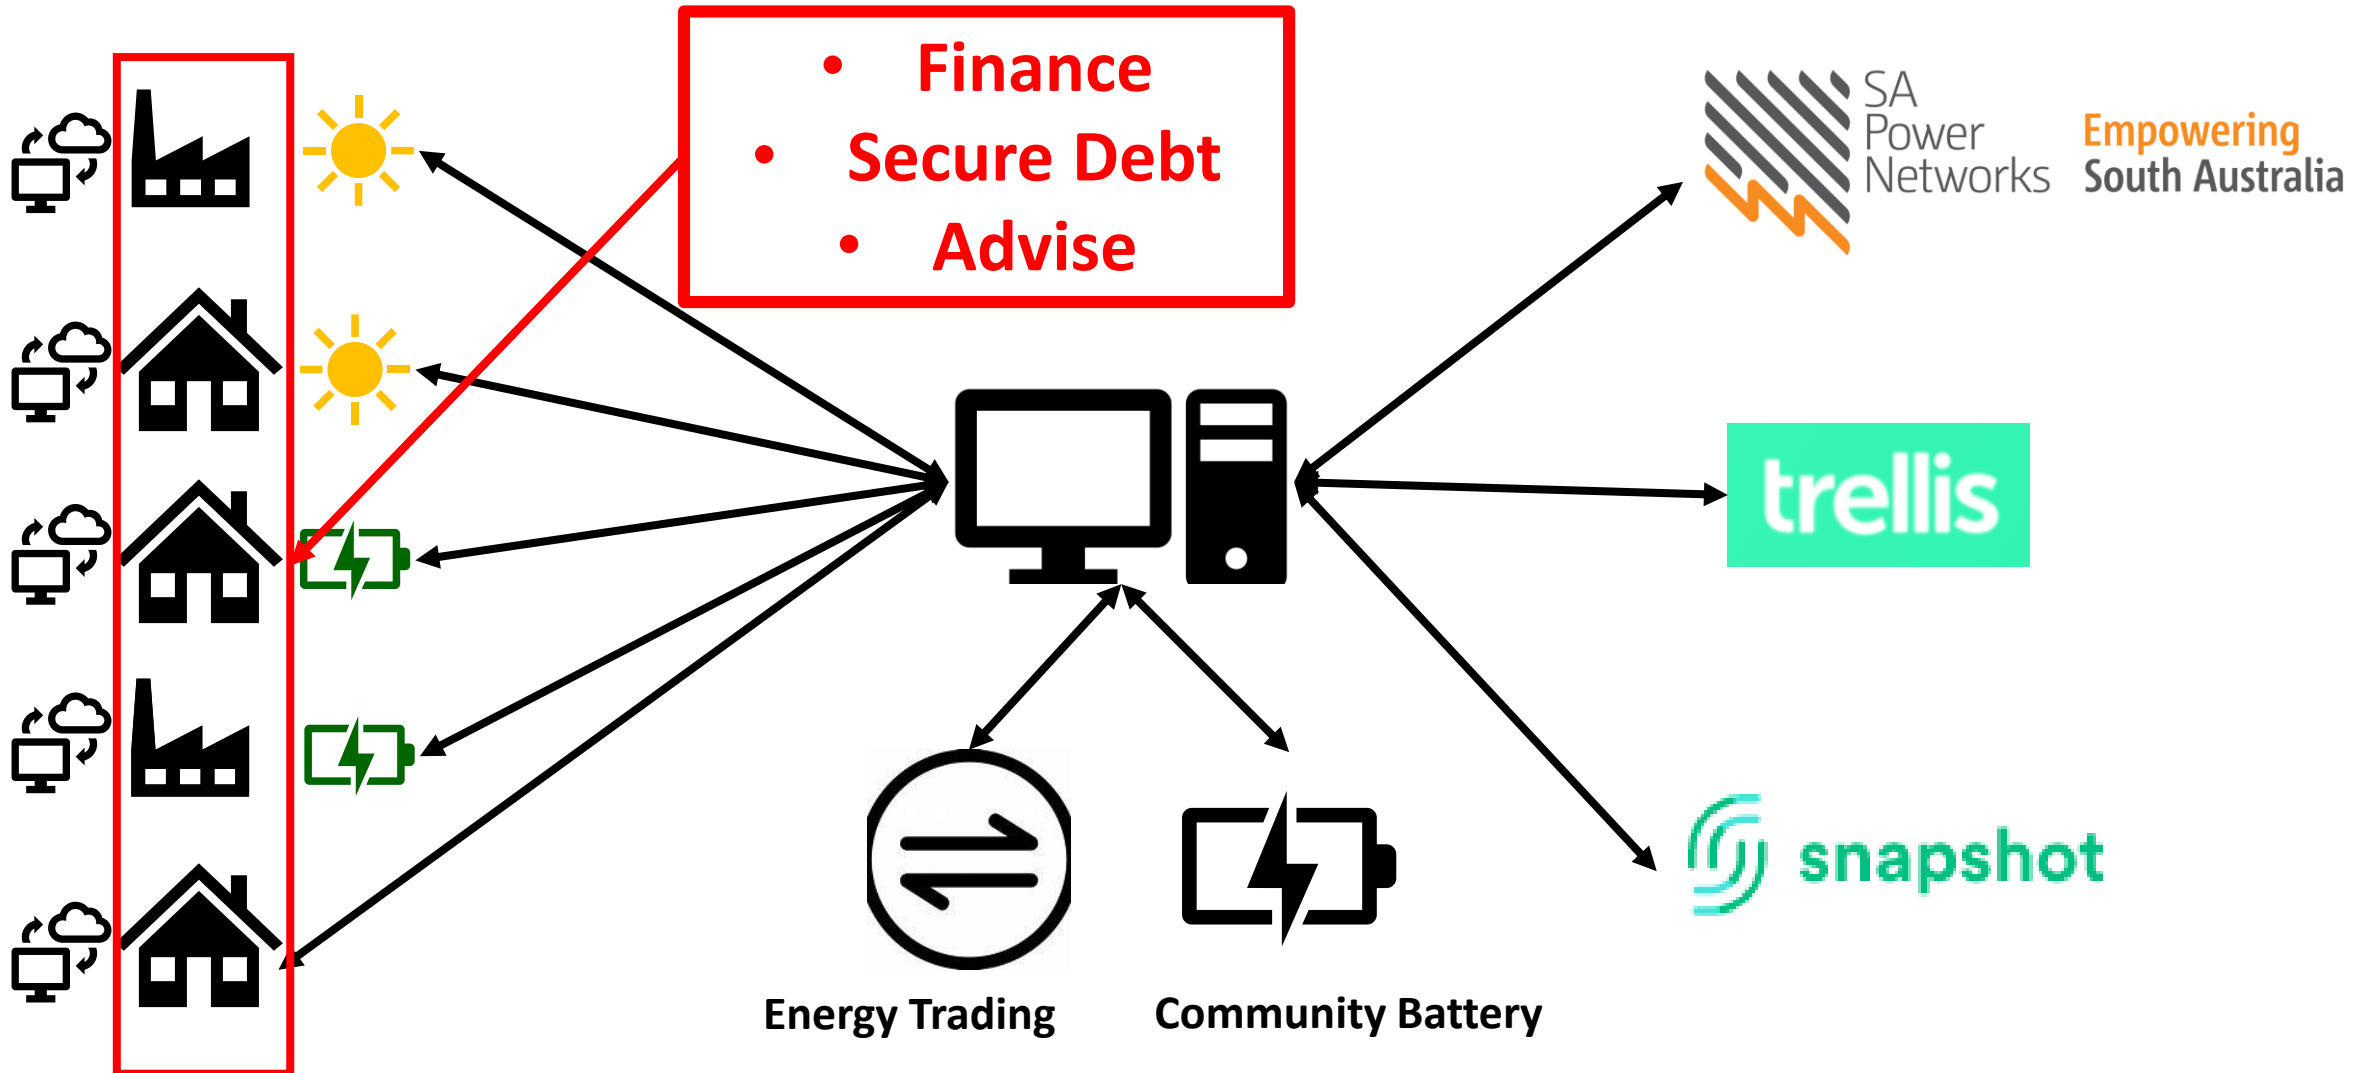 • Finance
• Secure Debt
• Advise
SA
Power
Networks
Empowering
South Australia
trellis
snapshot
Energy Trading
Community Battery